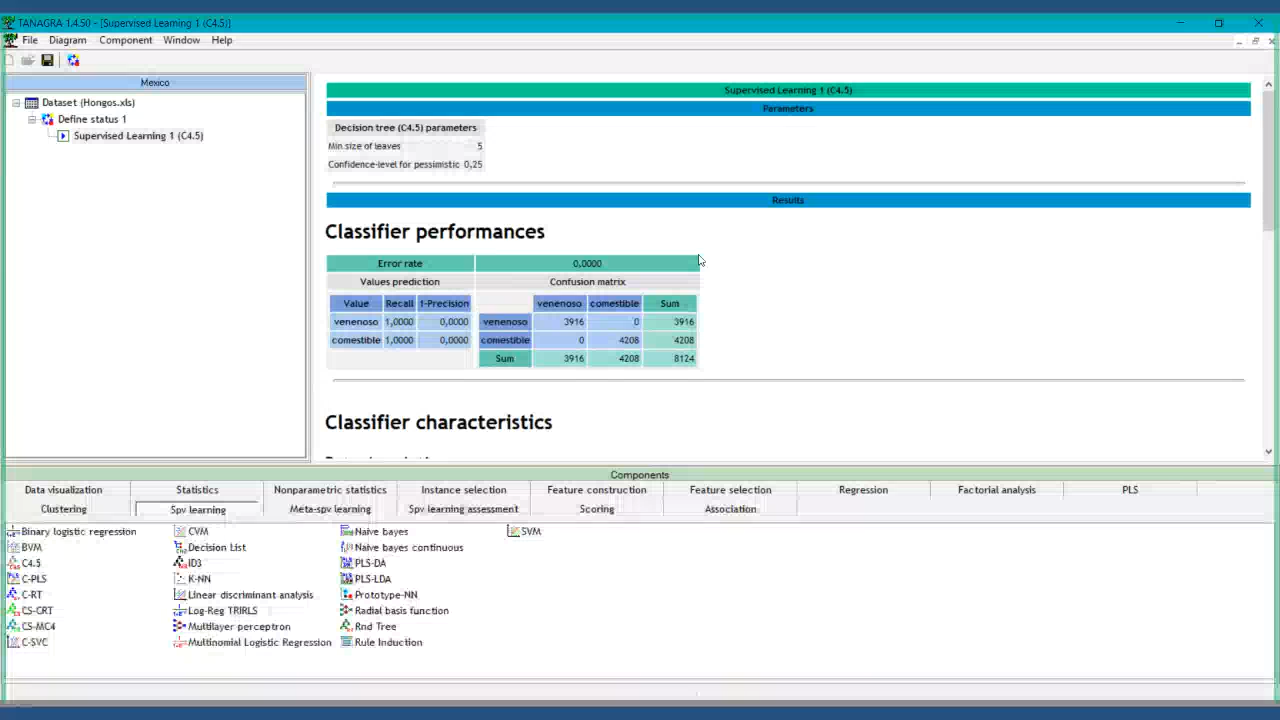 TANAGRA 1.4.50 - [Supervised Learning 1 (C4.5)]
File Diagram Component Window Help
Mexico
Dataset (Hongos.xls)
Define status 1
Supervised Learning 1 (C4.5)
Supervised Learning 1 (C4.5)
Parameters
Decision tree (C4.5) parameters
Min size of leaves 5
Confidence-level for pessimistic 0,25
Results
Classifier performances
Error rate 0,0000
Values prediction Confusion matrix
Value Recall 1-Precision venenoso comestible Sum
venenoso 1,0000 0,0000 venenoso 3916 0 3916
comestible 1,0000 0,0000 comestible 0 4208 4208
Sum 3916 4208 8124
Classifier characteristics
Components
Data visualization Statistics Nonparametric statistics Instance selection Feature construction Feature selection Regression Factorial analysis PLS
Clustering Spv learning Meta-spv learning Spv learning assessment Scoring Association
Binary logistic regression CVM Naive bayes SVM
BVM Decision List Naive bayes continuous
C4.5 ID3 PLS-DA
C-PLS K-NN PLS-LDA
C-RT Linear discriminant analysis Prototype-NN
CS-CRT Log-Reg TRIRLS Radial basis function
CS-MC4 Multilayer perceptron Rnd Tree
C-SVC Multinomial Logistic Regression Rule Induction